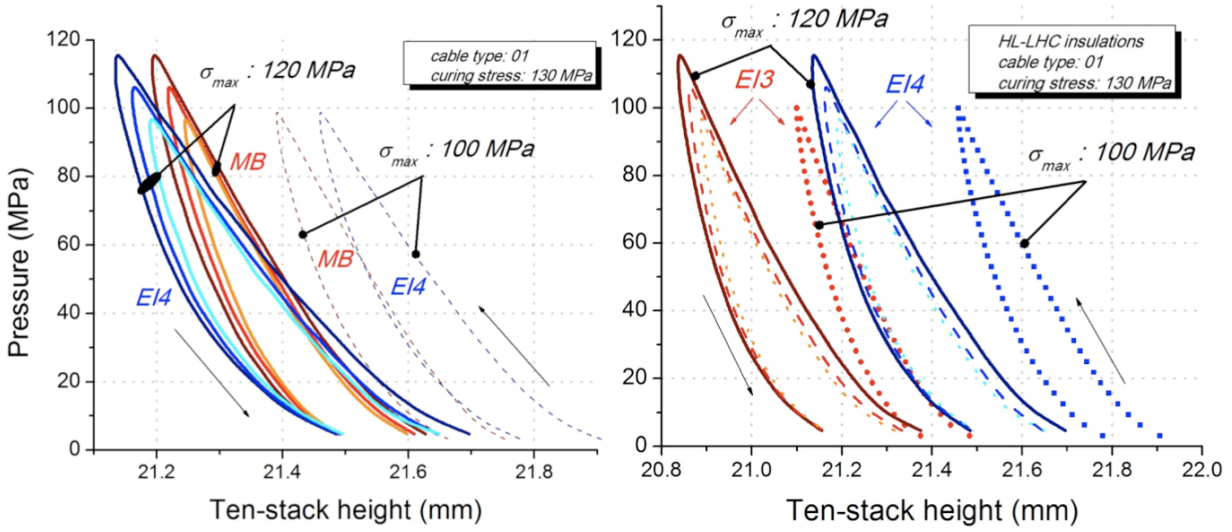 120
100
80
60
40
20
0
Pressure (MPa)
cable type: 01
curing stress: 130 MPa
σmax : 120 MPa
MB
σmax : 100 MPa
MB
EI4
EI4
21.2
21.4
21.6
21.8
Ten-stack height (mm)
120
100
80
60
40
20
0
σmax : 120 MPa
HL-LHC insulations
cable type: 01
curing stress: 130 MPa
EI3
EI4
σmax : 100 MPa
20.8
21.0
21.2
21.4
21.6
21.8
22.0
Ten-stack height (mm)